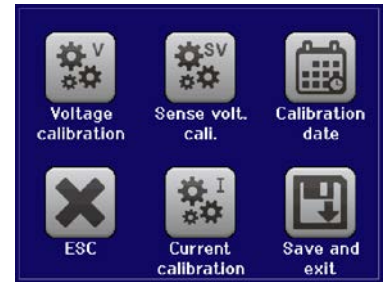 V
SV
Voltage
calibration
Sense volt.
cali.
Calibration
date
I
ESC
Current
calibration
Save and
exit